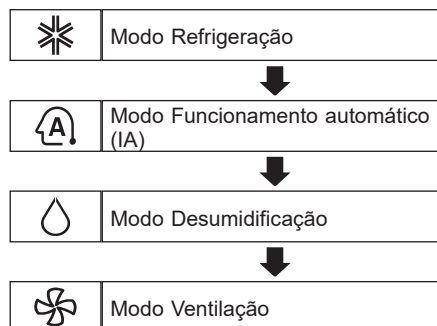 Modo Refrigeração
A
Modo Funcionamento automático
(IA)
Modo Desumidificação
Modo Ventilação